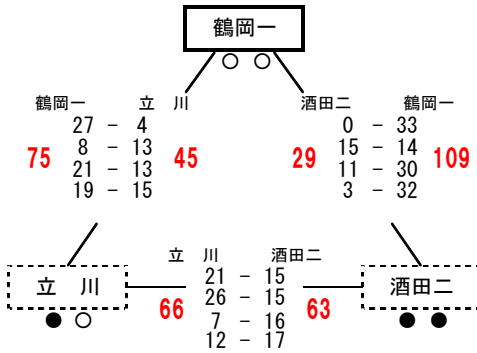 鶴岡一
○ ○
鶴岡一 立 川
75 45
27 - 4
8 - 13
21 - 13
19 - 15
酒田二 鶴岡一
29 109
0 - 33
15 - 14
11 - 30
3 - 32
立 川 酒田二
66 63
21 - 15
26 - 15
7 - 16
12 - 17
立 川
● ○
酒田二
● ●